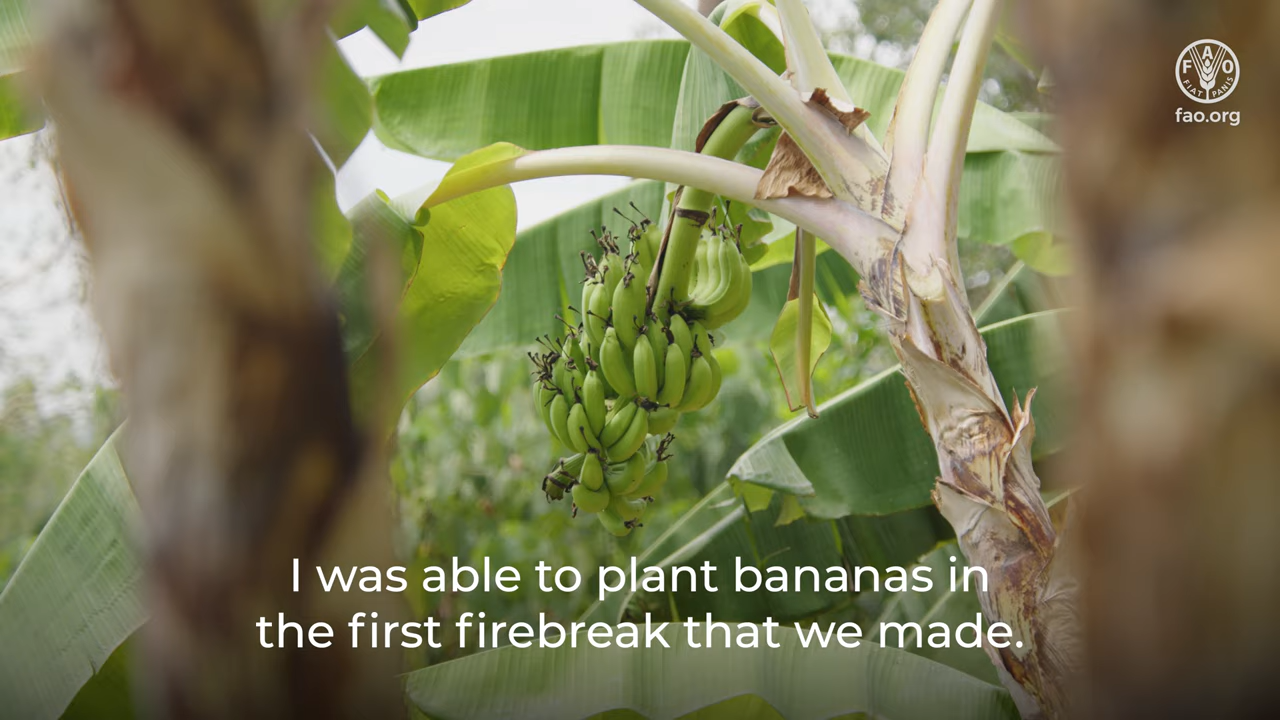 F A O
FIAT PANIS
fao.org
I was able to plant bananas in
the first firebreak that we made.